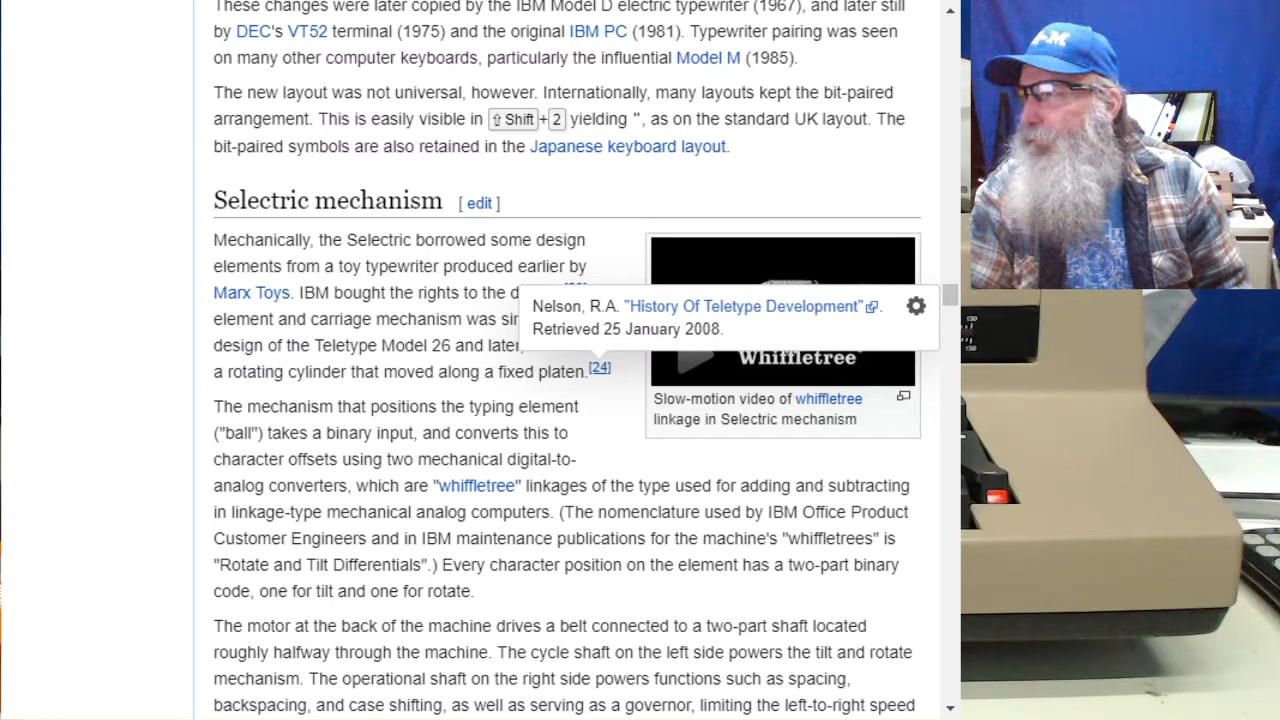 These changes were later copied by the IBM Model D electric typewriter (1967), and later still
by DEC's VT52 terminal (1975) and the original IBM PC (1981). Typewriter pairing was seen
on many other computer keyboards, particularly the influential Model M (1985).
The new layout was not universal, however. Internationally, many layouts kept the bit-paired
arrangement. This is easily visible in ⇧ Shift+2 yielding ", as on the standard UK layout. The
bit-paired symbols are also retained in the Japanese keyboard layout.
Selectric mechanism [ edit ]
Mechanically, the Selectric borrowed some design
elements from a toy typewriter produced earlier by
Marx Toys. IBM bought the rights to the
element and carriage mechanism was
design of the Teletype Model 26 and later,
a rotating cylinder that moved along a fixed platen.[24]
Nelson, R.A. "History Of Teletype Development".
Retrieved 25 January 2008.
Whiffletree
Slow-motion video of whiffletree
linkage in Selectric mechanism
The mechanism that positions the typing element
("ball") takes a binary input, and converts this to
character offsets using two mechanical digital-to-
analog converters, which are "whiffletree" linkages of the type used for adding and subtracting
in linkage-type mechanical analog computers. (The nomenclature used by IBM Office Product
Customer Engineers and in IBM maintenance publications for the machine's "whiffletrees" is
"Rotate and Tilt Differentials".) Every character position on the element has a two-part binary
code, one for tilt and one for rotate.
The motor at the back of the machine drives a belt connected to a two-part shaft located
roughly halfway through the machine. The cycle shaft on the left side powers the tilt and rotate
mechanism. The operational shaft on the right side powers functions such as spacing,
backspacing, and case shifting, as well as serving as a governor, limiting the left-to-right speed
130